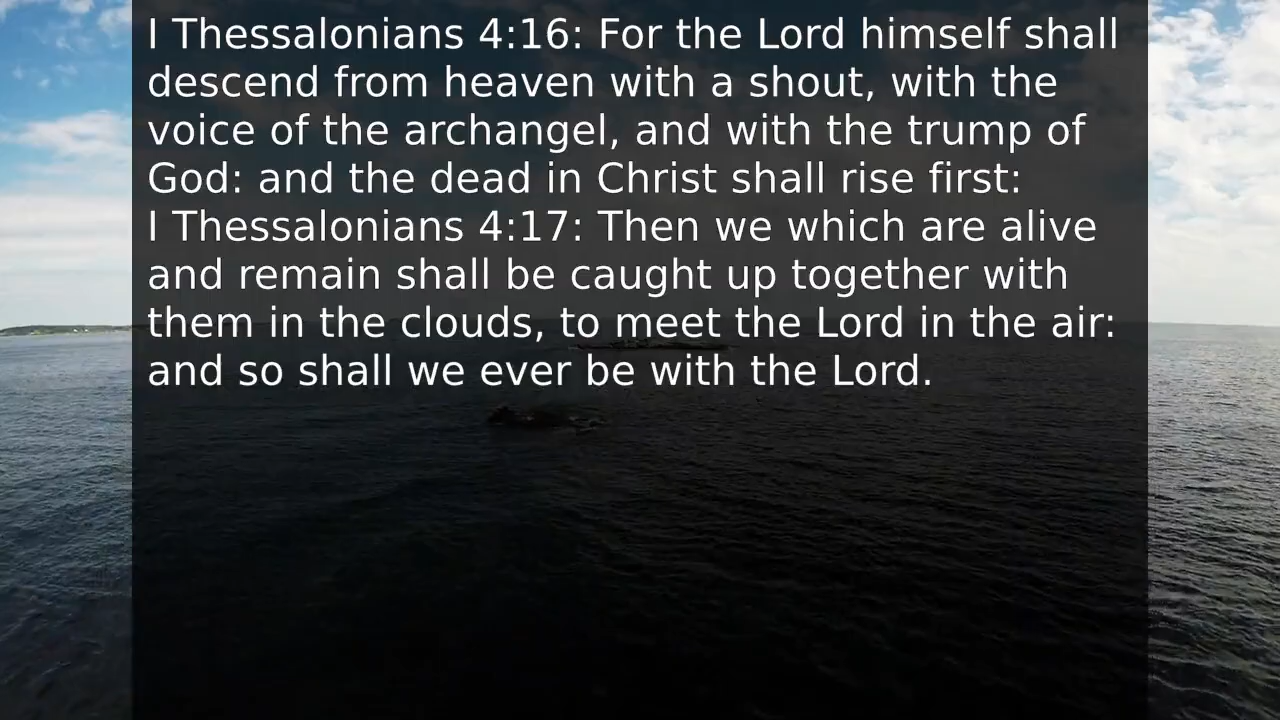 I Thessalonians 4:16: For the Lord himself shall
descend from heaven with a shout, with the
voice of the archangel, and with the trump of
God: and the dead in Christ shall rise first:
I Thessalonians 4:17: Then we which are alive
and remain shall be caught up together with
them in the clouds, to meet the Lord in the air:
and so shall we ever be with the Lord.